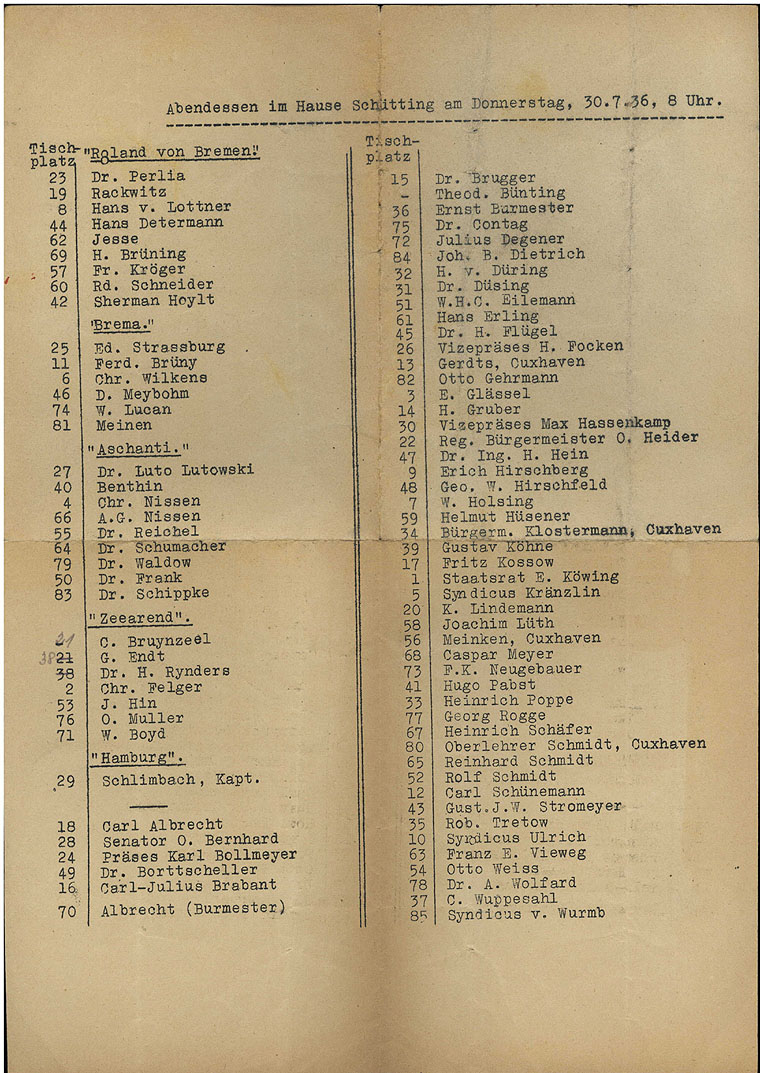 Abendessen im Hause Schütting am Donnerstag, 30.7.36, 8 Uhr.
Tisch-
platz "Roland von Bremen"
23 Dr. Perlia
19 Rackwitz
8 Hans v. Lottner
44 Hans Determann
62 Jesse
69 H. Brüning
57 Fr. Kröger
60 Rd. Schneider
42 Sherman Hoylt
"Brema."
25 Ed. Strassburg
11 Ferd. Brüny
6 Chr. Wilkens
46 D. Meybohm
74 W. Lucan
81 Meinen
"Aschanti."
27 Dr. Luto Lutowski
40 Benthin
4 Chr. Nissen
66 A.G. Nissen
55 Dr. Reichel
64 Dr. Schumacher
79 Dr. Waldow
50 Dr. Frank
83 Dr. Schippke
"Zeearend".
21 C. Bruynzeel
38 21 G. Endt
38 Dr. H. Rynders
2 Chr. Felger
53 J. Hin
76 O. Muller
71 W. Boyd
"Hamburg".
29 Schlimbach, Kapt.
18 Carl Albrecht
28 Senator O. Bernhard
24 Präses Karl Bollmeyer
49 Dr. Borttscheller
16 Carl-Julius Brabant
70 Albrecht (Burmester)
Tisch-
platz
15 Dr. Brugger
- Theod. Bünting
36 Ernst Burmester
75 Dr. Contag
72 Julius Degener
84 Joh. B. Dietrich
32 H. v. Düring
31 Dr. Düsing
51 W.H.C. Eilemann
61 Hans Erling
45 Dr. H. Flügel
26 Vizepräses H. Focken
13 Gerdts, Cuxhaven
82 Otto Gehrmann
3 E. Glässel
14 H. Gruber
30 Vizepräses Max Hassenkamp
22 Reg. Bürgermeister O. Heider
47 Dr. Ing. H. Hein
9 Erich Hirschberg
48 Geo. W. Hirschfeld
7 W. Holsing
59 Helmut Hüsener
34 Bürgerm. Klostermann, Cuxhaven
39 Gustav Köhne
17 Fritz Kossow
1 Staatsrat E. Köwing
5 Syndicus Kränzlin
20 K. Lindemann
58 Joachim Lüth
56 Meinken, Cuxhaven
68 Caspar Meyer
73 F.K. Neugebauer
41 Hugo Pabst
33 Heinrich Poppe
77 Georg Rogge
67 Heinrich Schäfer
80 Oberlehrer Schmidt, Cuxhaven
65 Reinhard Schmidt
52 Rolf Schmidt
12 Carl Schünemann
43 Gust.J.W. Stromeyer
35 Rob. Tretow
10 Syndicus Ulrich
63 Franz E. Vieweg
54 Otto Weiss
78 Dr. A. Wolfard
37 C. Wuppesahl
85 Syndicus v. Wurmb